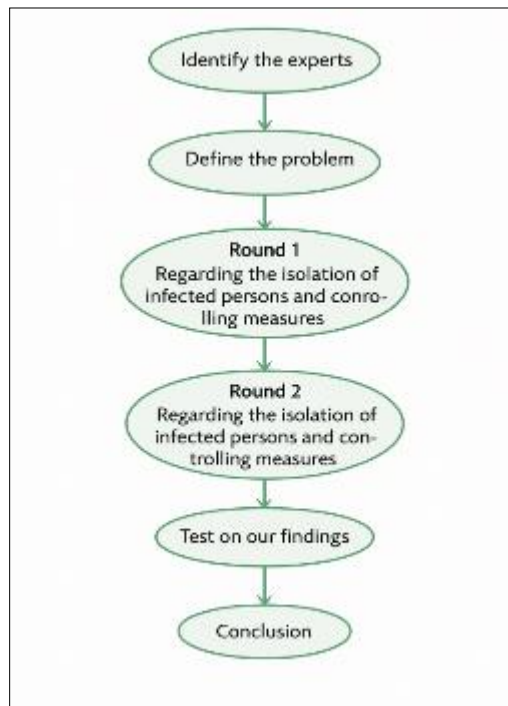 Identify the experts
Define the problem
Round 1
Regarding the isolation of
infected persons and conro-
lling measures
Round 2
Regarding the isolation of
infected persons and con-
trolling measures
Test on our findings
Conclusion